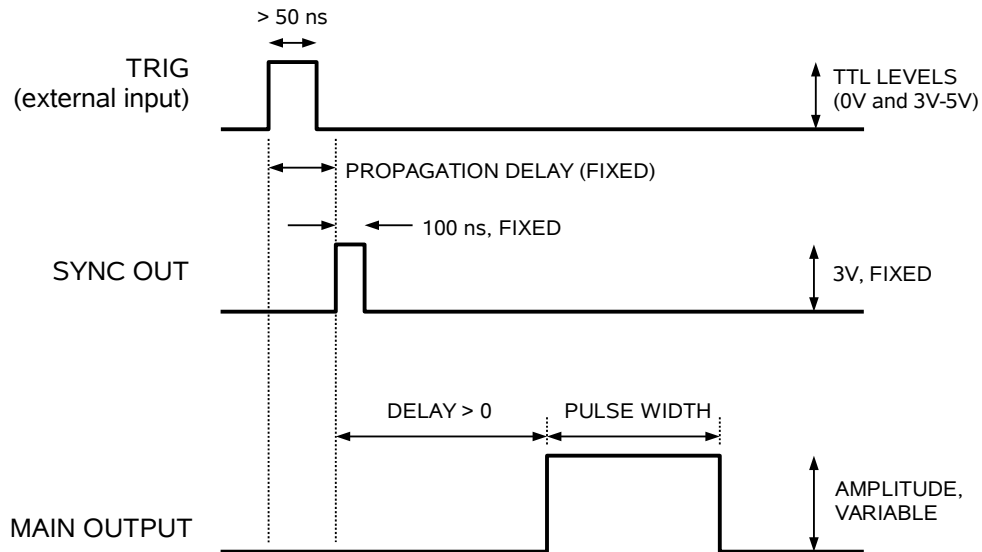 > 50 ns
TRIG
(external input)
TTL LEVELS
(0V and 3V-5V)
PROPAGATION DELAY (FIXED)
100 ns, FIXED
SYNC OUT
3V, FIXED
DELAY > 0
PULSE WIDTH
AMPLITUDE,
VARIABLE
MAIN OUTPUT